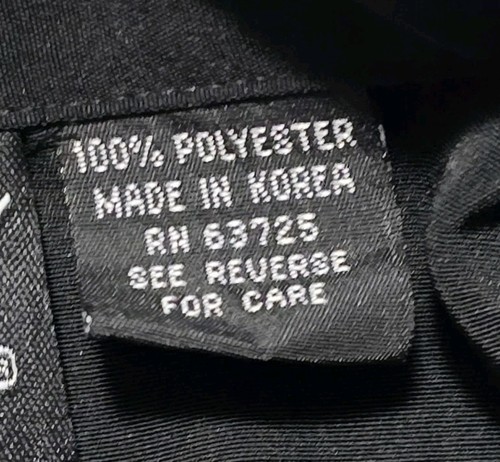 100% POLYESTER
MADE IN KOREA
RN 63725
SEE REVERSE
FOR CARE